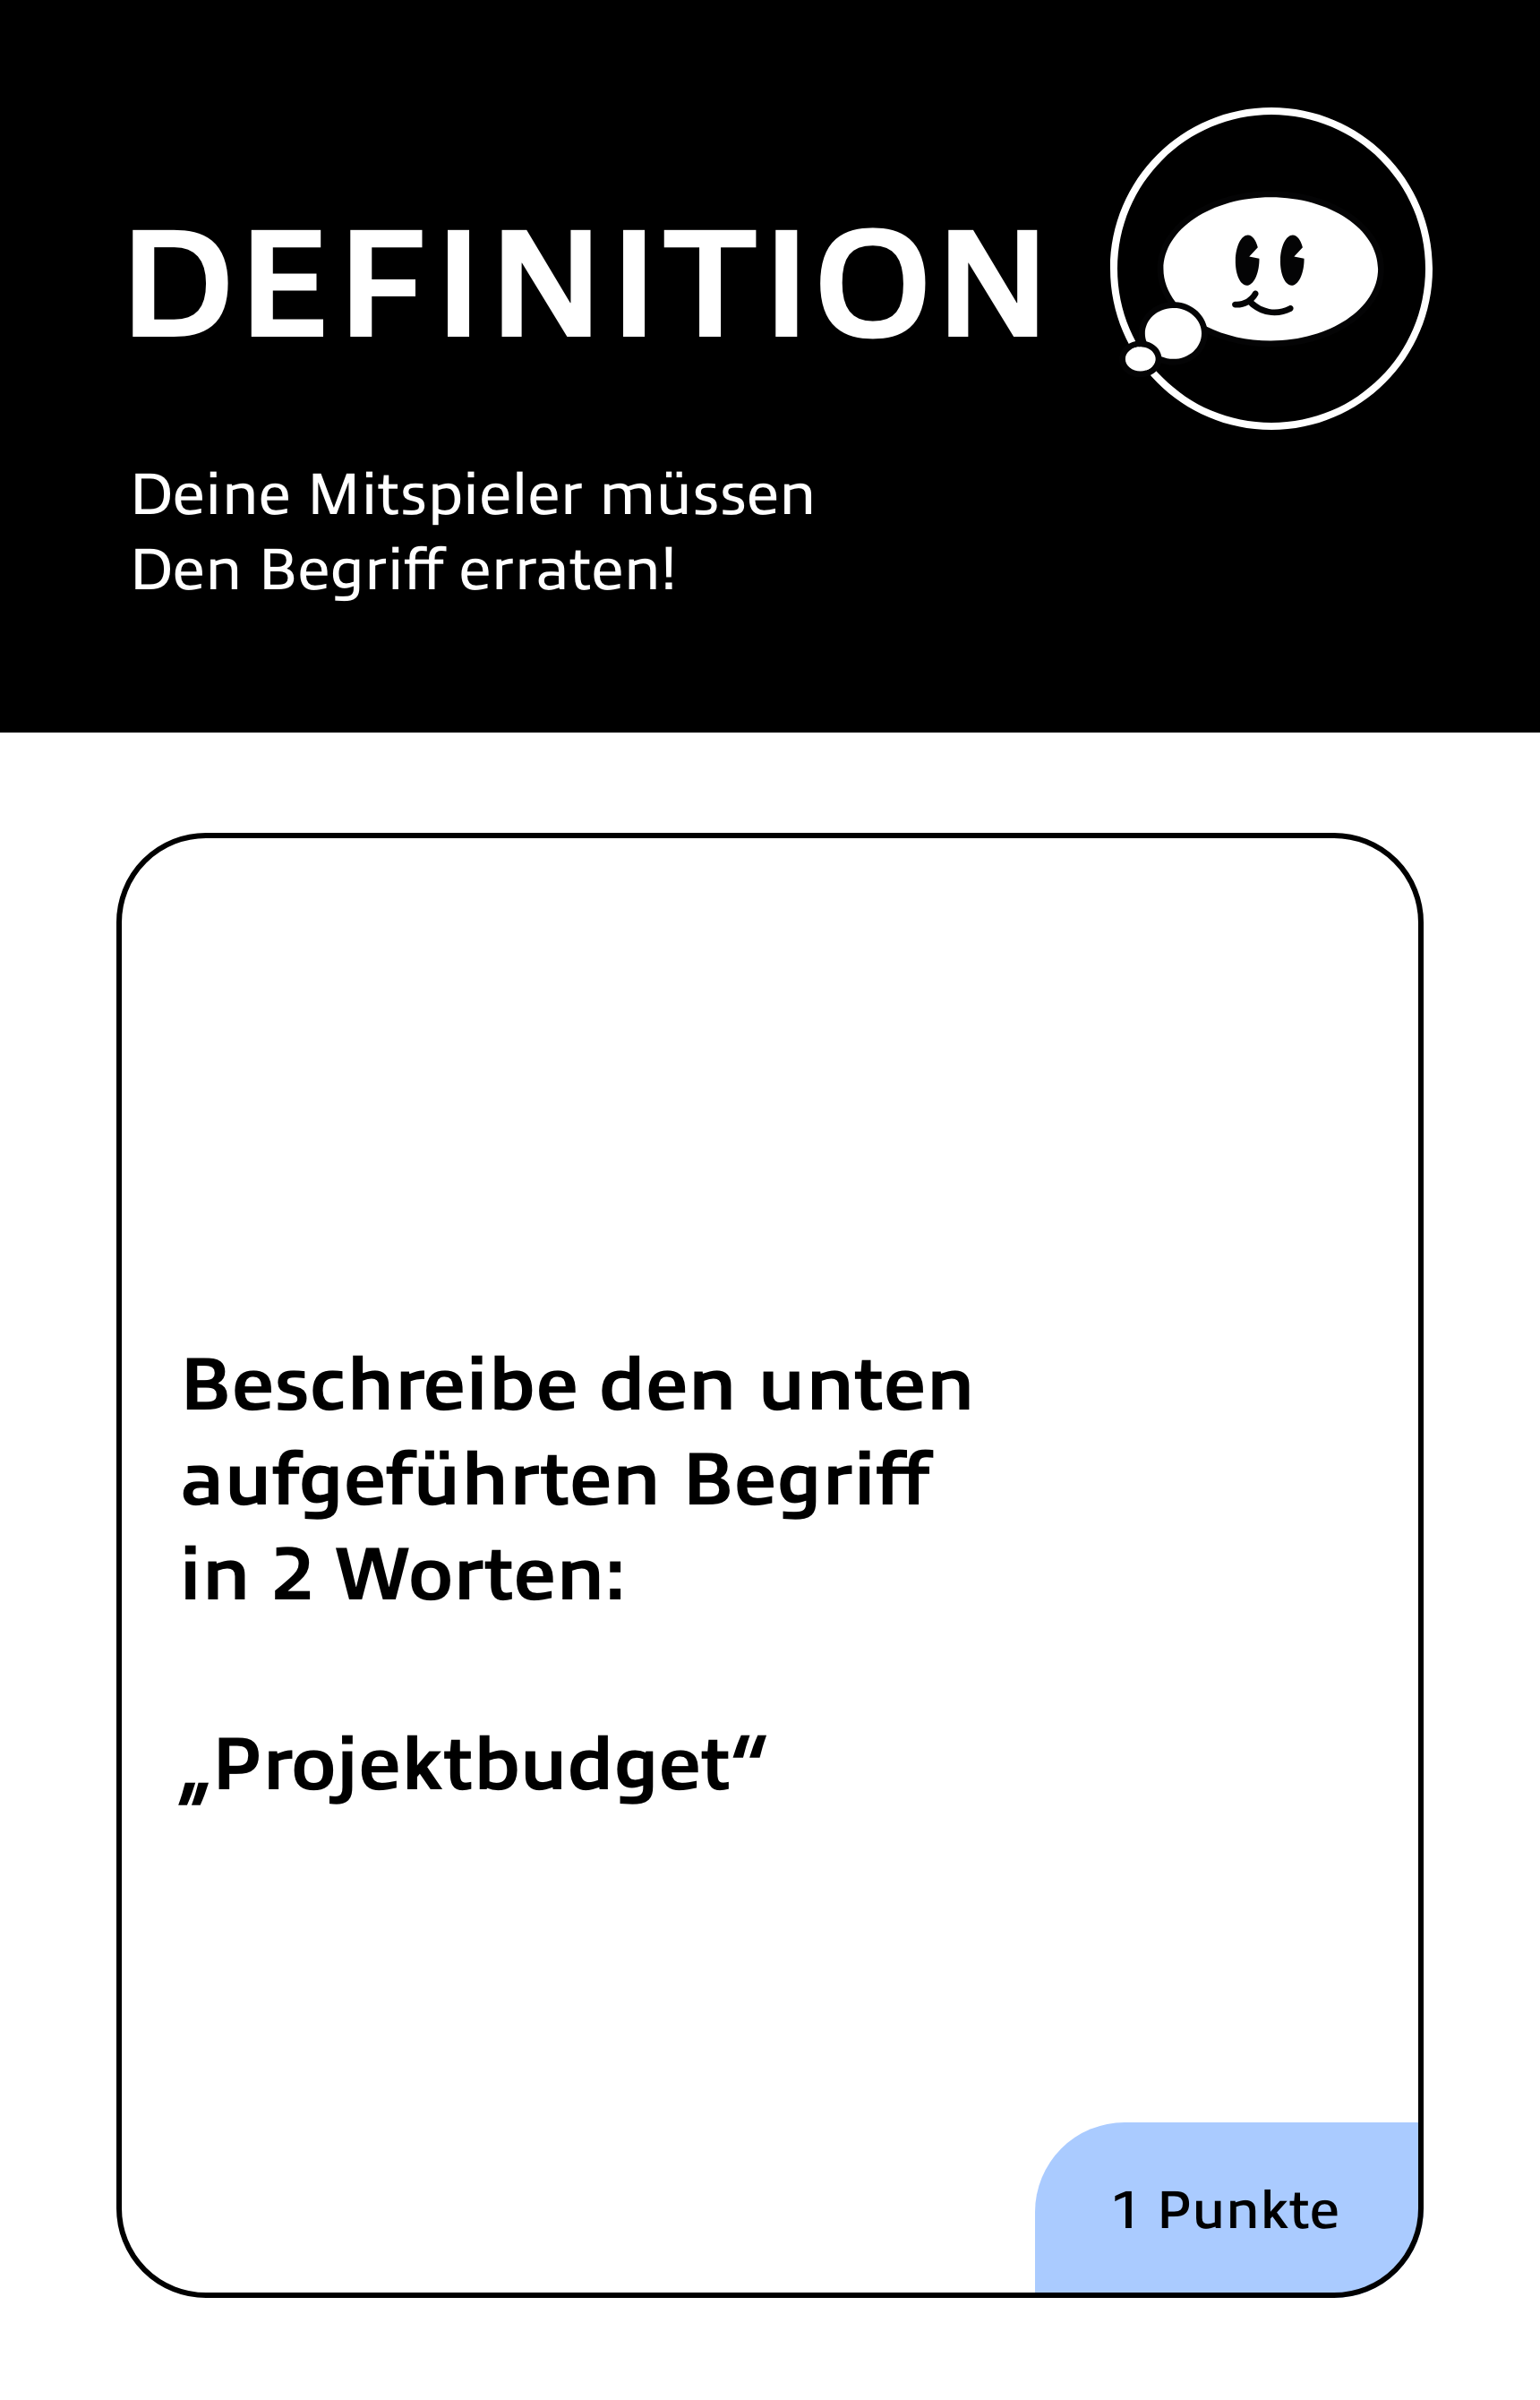 DEFINITION
Deine Mitspieler müssen
Den Begriff erraten!
Beschreibe den unten
aufgeführten Begriff
in 2 Worten:
„Projektbudget“
1 Punkte